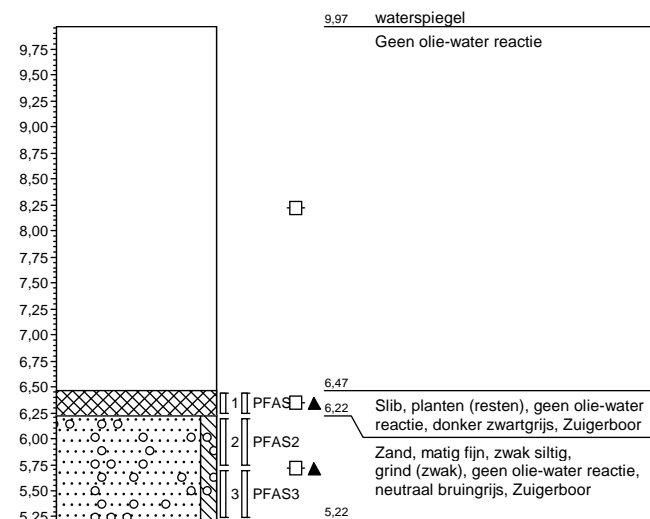 9,97 waterspiegel
Geen olie-water reactie
9,75
9,50
9,25
9,00
8,75
8,50
8,25
8,00
7,75
7,50
7,25
7,00
6,75
6,50
6,25
6,00
5,75
5,50
5,25
1 PFAS
2 PFAS2
3 PFAS3
6,47
6,22
Slib, planten (resten), geen olie-water
reactie, donker zwartgrijs, Zuigerboor
Zand, matig fijn, zwak siltig,
grind (zwak), geen olie-water reactie,
neutraal bruingrijs, Zuigerboor
5,22